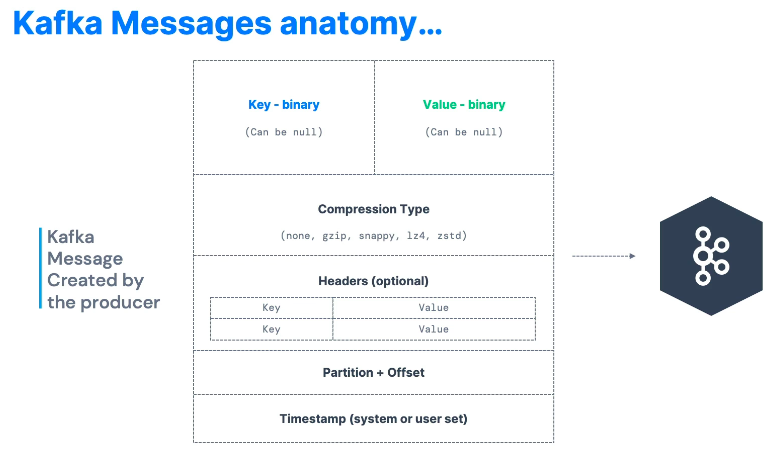 Kafka Messages anatomy...
Key - binary
Value - binary
(Can be null)
(Can be null)
Compression Type
(none, gzip, snappy, lz4, zstd)
Kafka
Message
Created by
the producer
Headers (optional)
Key
Value
Key
Value
Partition + Offset
Timestamp (system or user set)